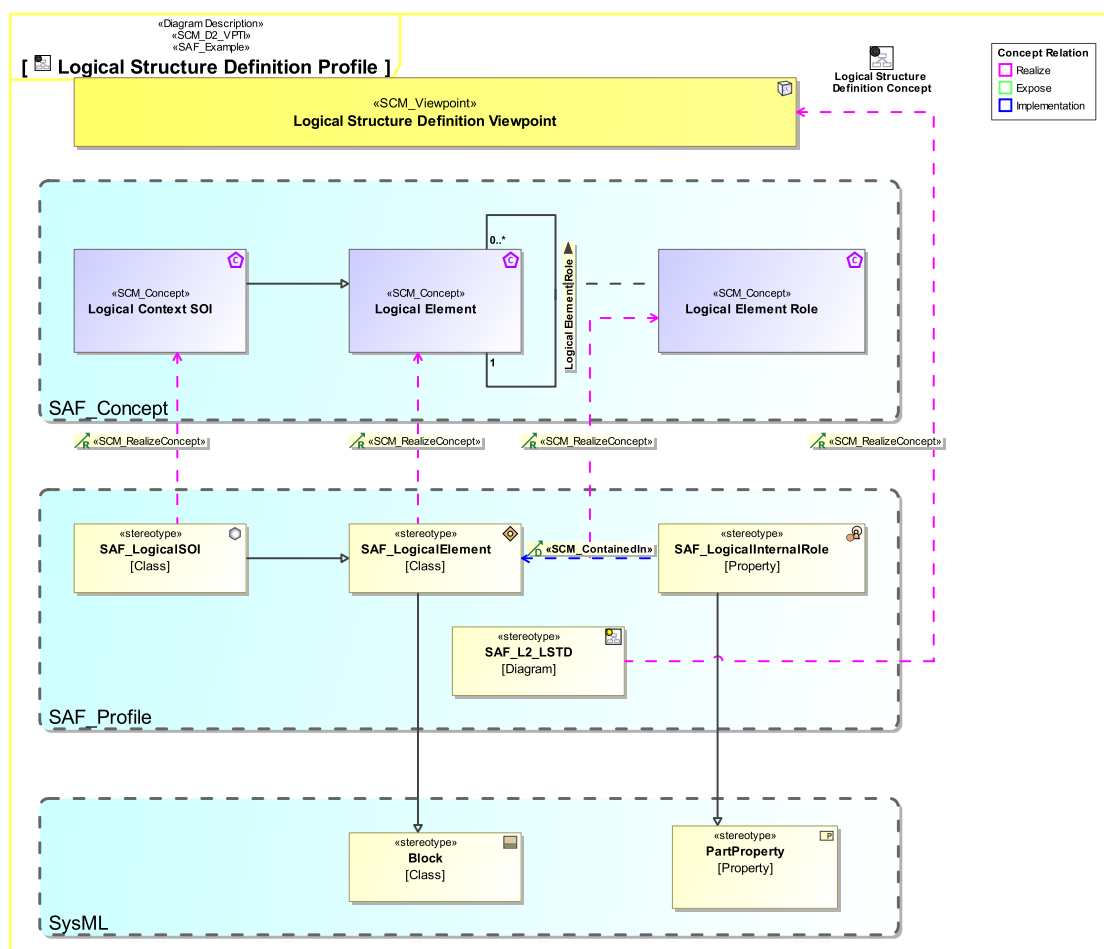 «Diagram Description»
«SCM_D2_VPTI»
«SAF_Example»
[ Logical Structure Definition Profile ]
Logical Structure
Definition Concept
Concept Relation
Realize
Expose
Implementation
«SCM_Viewpoint»
Logical Structure Definition Viewpoint
«SCM_Concept»
Logical Context SOI
«SCM_Concept»
Logical Element
0..*
1
Logical Element Role
«SCM_Concept»
Logical Element Role
SAF_Concept
R «SCM_RealizeConcept»
R «SCM_RealizeConcept»
R «SCM_RealizeConcept»
R «SCM_RealizeConcept»
«stereotype»
SAF_LogicalSOI
[Class]
«stereotype»
SAF_LogicalElement
[Class]
D «SCM_ContainedIn»
«stereotype»
SAF_LogicalInternalRole
[Property]
«stereotype»
SAF_L2_LSTD
[Diagram]
SAF_Profile
«stereotype»
Block
[Class]
«stereotype»
PartProperty
[Property]
SysML